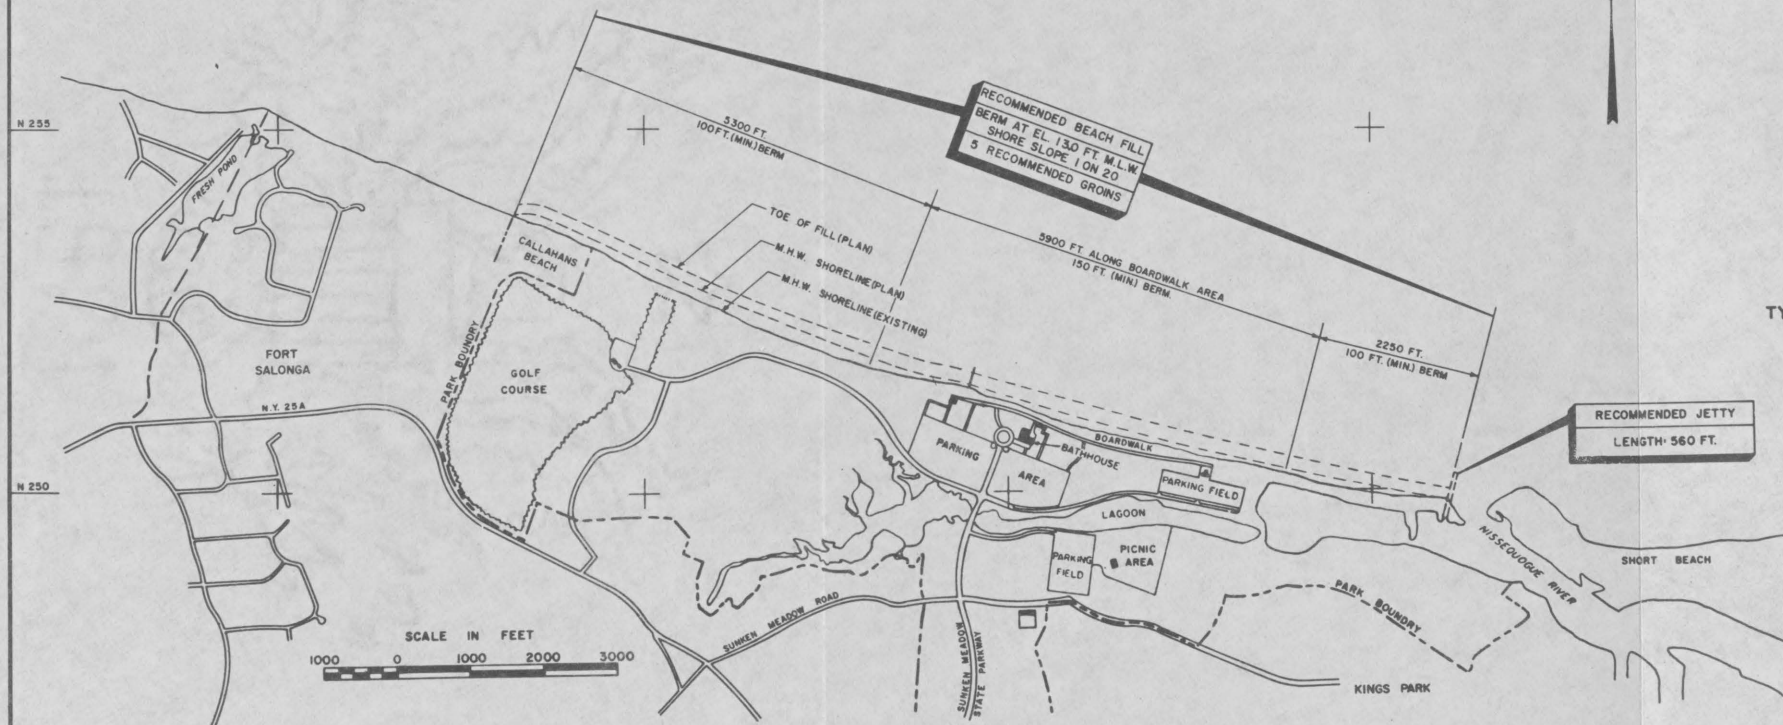 RECOMMENDED BEACH FILL
BERM AT EL. 13.0 FT. M.L.W.
SHORE SLOPE 1 ON 20
5 RECOMMENDED GROINS
5300 FT.
100 FT. (MIN.) BERM
N 255
FRESH POND
TOE OF FILL (PLAN)
M.H.W. SHORELINE (PLAN)
M.H.W. SHORELINE (EXISTING)
5900 FT. ALONG BOARDWALK AREA
150 FT. (MIN.) BERM
CALLAHANS
BEACH
TY
2250 FT.
100 FT. (MIN.) BERM
FORT
SALONGA
PARK BOUNDRY
GOLF
COURSE
N.Y. 25A
RECOMMENDED JETTY
LENGTH· 560 FT.
BOARDWALK
PARKING
AREA
BATHHOUSE
PARKING FIELD
N 250
LAGOON
NISSEQUOGUE RIVER
PICNIC
AREA
PARKING
FIELD
SHORT BEACH
PARK BOUNDRY
SUNKEN MEADOW ROAD
SCALE IN FEET
1000 0 1000 2000 3000
SUNKEN MEADOW
STATE PARKWAY
KINGS PARK